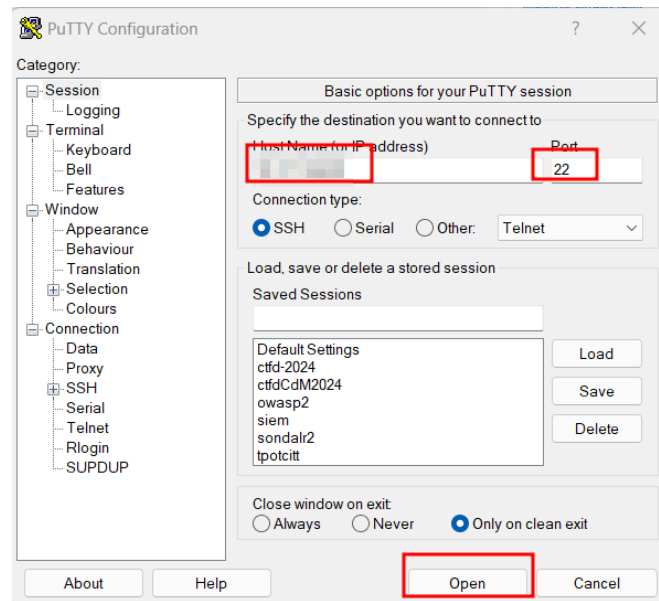 PuTTY Configuration
?
Category:
Session
Logging
Terminal
Keyboard
Bell
Features
Window
Appearance
Behaviour
Translation
Selection
Colours
Connection
Data
Proxy
SSH
Serial
Telnet
Rlogin
SUPDUP
Basic options for your PuTTY session
Specify the destination you want to connect to
Host Name (or IP address) Port
22
Connection type:
SSH Serial Other: Telnet
Load, save or delete a stored session
Saved Sessions
Default Settings
ctfd-2024
ctfdCdM2024
owasp2
siem
sondalr2
tpotcitt
Load
Save
Delete
Close window on exit:
Always Never Only on clean exit
About Help Open Cancel